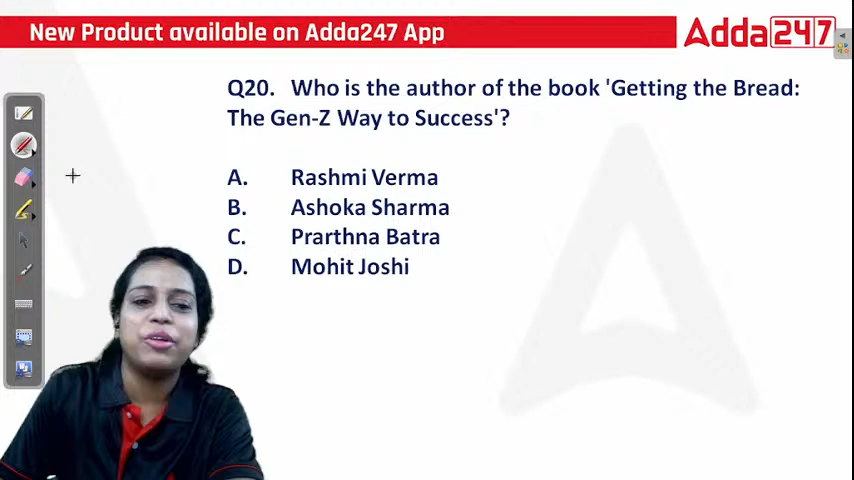 New Product available on Adda247 App
Adda247
Q20. Who is the author of the book 'Getting the Bread:
The Gen-Z Way to Success'?
A. Rashmi Verma
B. Ashoka Sharma
C. Prarthna Batra
D. Mohit Joshi